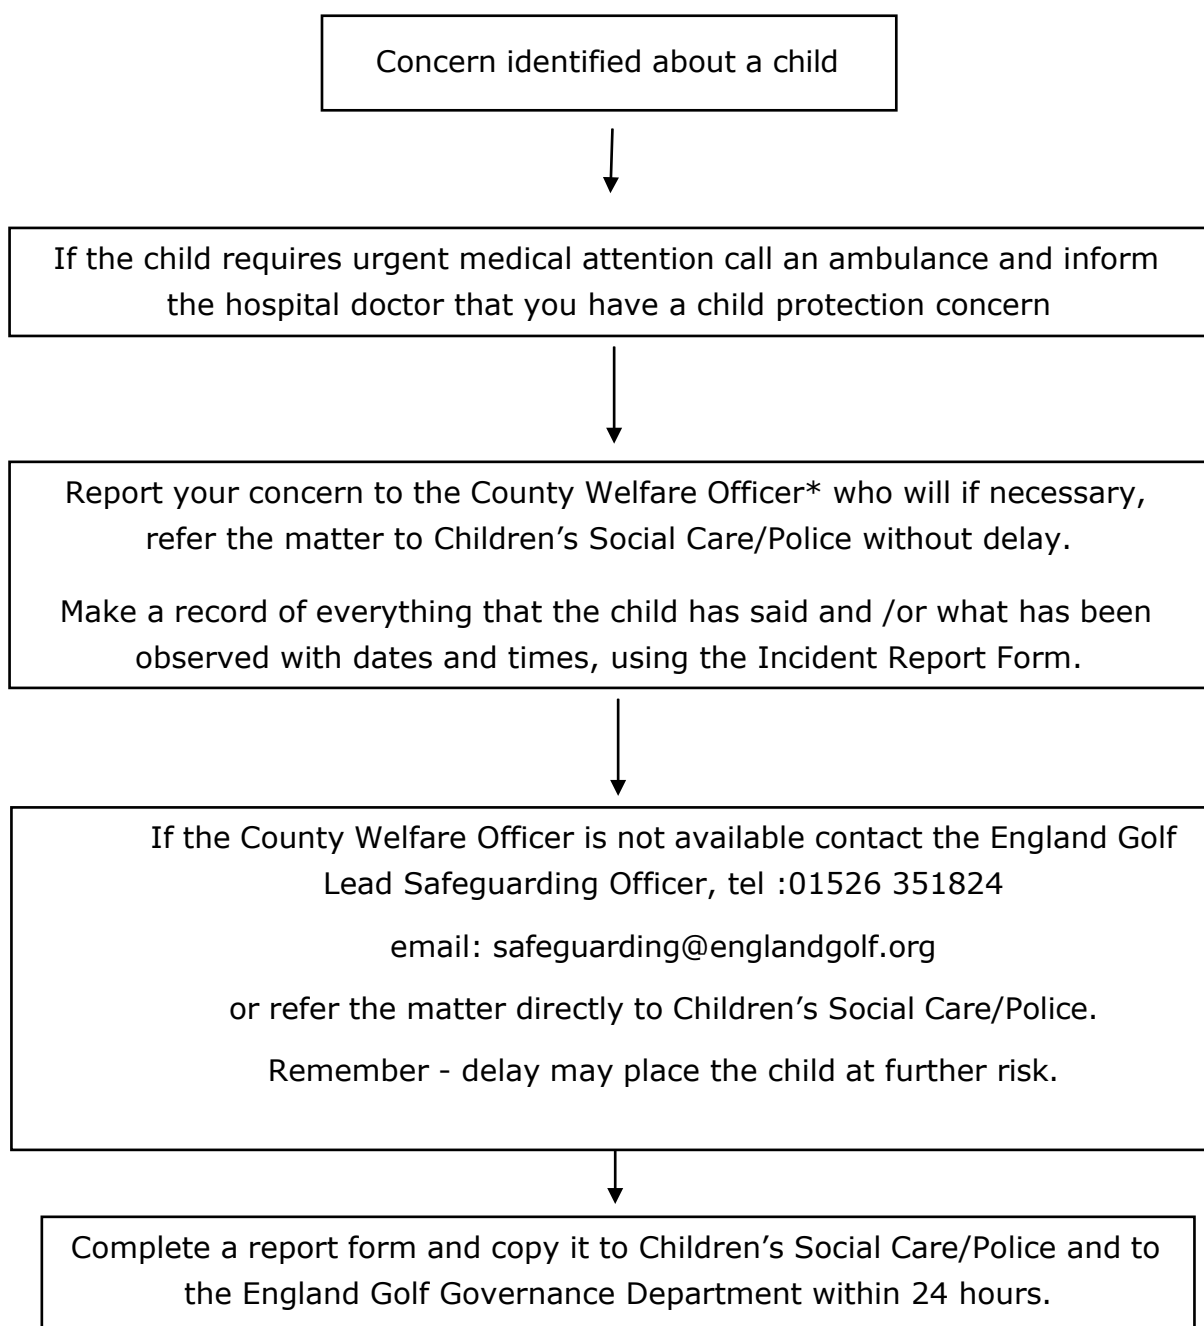 Concern identified about a child
If the child requires urgent medical attention call an ambulance and inform
the hospital doctor that you have a child protection concern
Report your concern to the County Welfare Officer* who will if necessary,
refer the matter to Children’s Social Care/Police without delay.
Make a record of everything that the child has said and /or what has been
observed with dates and times, using the Incident Report Form.
If the County Welfare Officer is not available contact the England Golf
Lead Safeguarding Officer, tel :01526 351824
email: safeguarding@englandgolf.org
or refer the matter directly to Children’s Social Care/Police.
Remember - delay may place the child at further risk.
Complete a report form and copy it to Children’s Social Care/Police and to
the England Golf Governance Department within 24 hours.